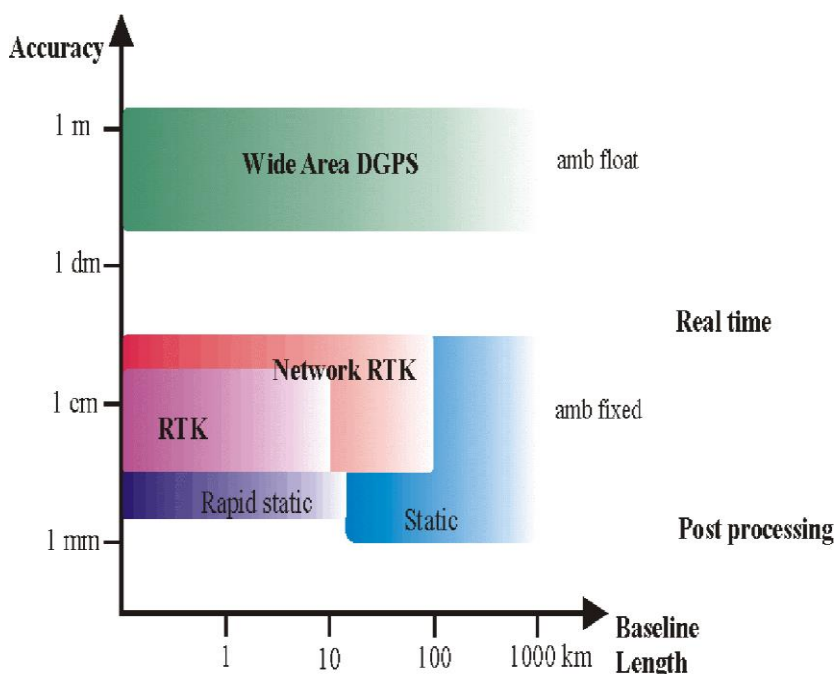 Accuracy
1 m
Wide Area DGPS
amb float
1 dm
Real time
Network RTK
1 cm
amb fixed
RTK
Rapid static
Static
1 mm
Post processing
Baseline
Length
1
10
100
1000 km